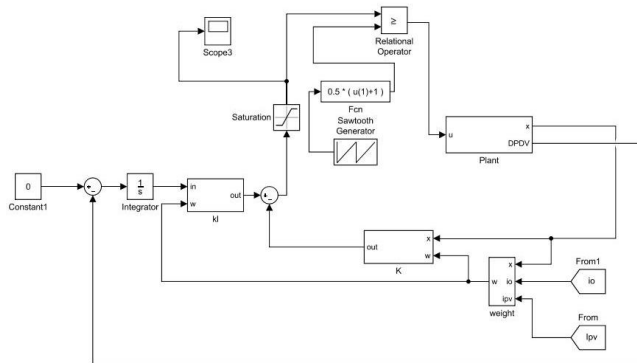 ≥
Relational
Operator
Scope3
0.5 * ( u(1)+1 )
Fcn
Sawtooth
Generator
Saturation
u
x
DPDV
Plant
0
Constant1
1
s
Integrator
in
w
out
kI
out
x
w
K
x
w
io
ipv
weight
From1
io
From
Ipv